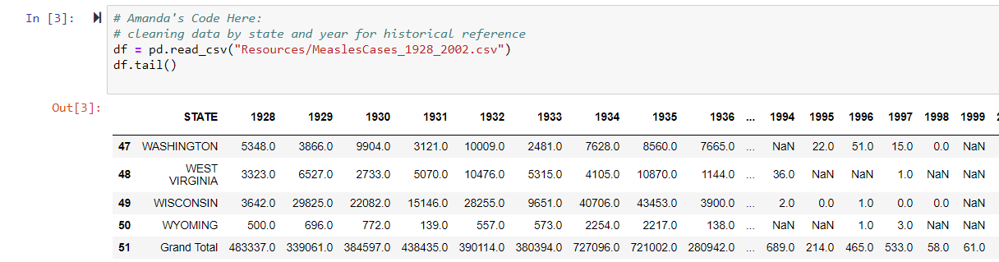 In [3]:
# Amanda's Code Here:
# cleaning data by state and year for historical reference
df = pd.read_csv("Resources/MeaslesCases_1928_2002.csv")
df.tail()
Out[3]:
STATE 1928 1929 1930 1931 1932 1933 1934 1935 1936 ... 1994 1995 1996 1997 1998 1999
47 WASHINGTON 5348.0 3866.0 9904.0 3121.0 10009.0 2481.0 7628.0 8560.0 7665.0 ... NaN 22.0 51.0 15.0 0.0 NaN
48 WEST VIRGINIA 3323.0 6527.0 2733.0 5070.0 10476.0 5315.0 4105.0 10870.0 1144.0 ... 36.0 NaN NaN 1.0 NaN NaN
49 WISCONSIN 3642.0 29825.0 22082.0 15146.0 28255.0 9651.0 40706.0 43453.0 3900.0 ... 2.0 0.0 1.0 0.0 0.0 NaN
50 WYOMING 500.0 696.0 772.0 139.0 557.0 573.0 2254.0 2217.0 138.0 ... NaN NaN 1.0 3.0 NaN NaN
51 Grand Total 483337.0 339061.0 384597.0 438435.0 390114.0 380394.0 727096.0 721002.0 280942.0 ... 689.0 214.0 465.0 533.0 58.0 61.0